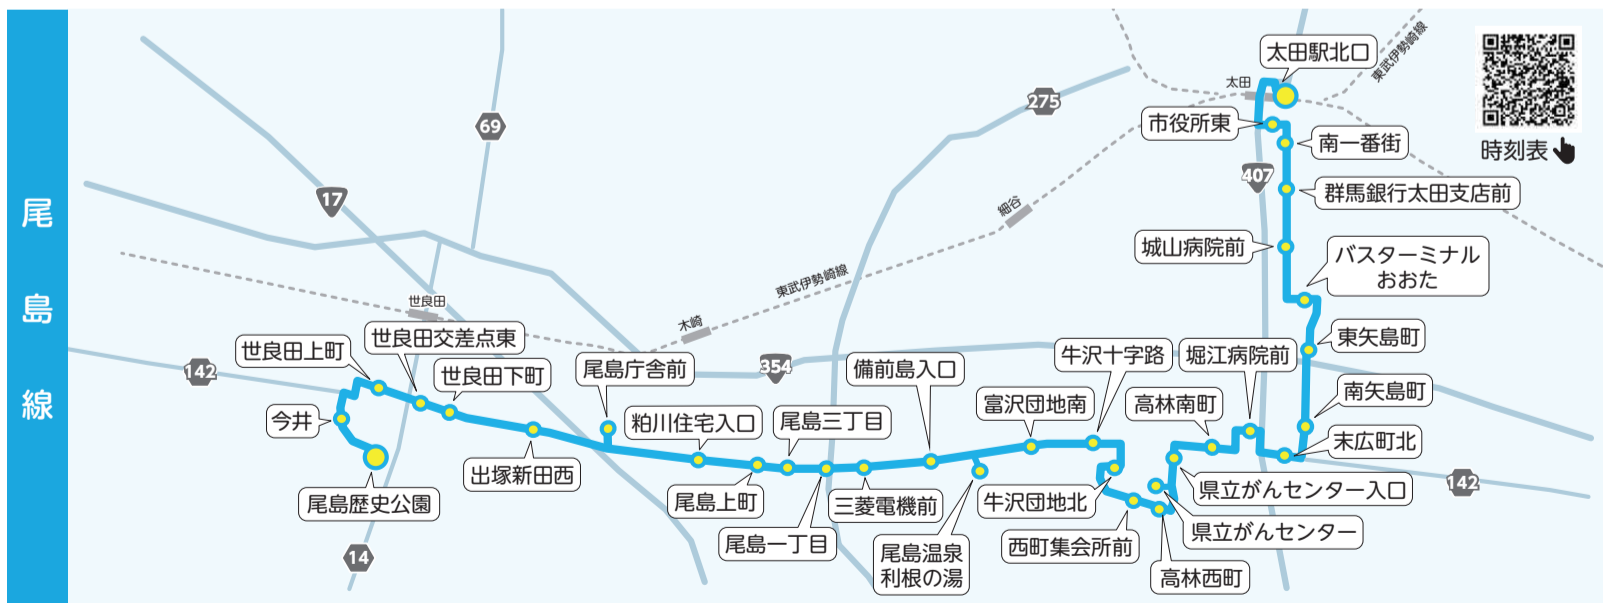 尾島線
69
17
275
太田駅北口
太田
東武伊勢崎線
時刻表
市役所東
南一番街
407
群馬銀行太田支店前
城山病院前
バスターミナル
おおた
細谷
東武伊勢崎線
世良田
木崎
東矢島町
世良田交差点東
世良田上町
世良田下町
尾島庁舎前
354
備前島入口
牛沢十字路
堀江病院前
142
今井
粕川住宅入口
尾島三丁目
富沢団地南
高林南町
南矢島町
末広町北
出塚新田西
尾島上町
三菱電機前
牛沢団地北
県立がんセンター入口
142
尾島歴史公園
尾島一丁目
尾島温泉
利根の湯
西町集会所前
県立がんセンター
高林西町
14